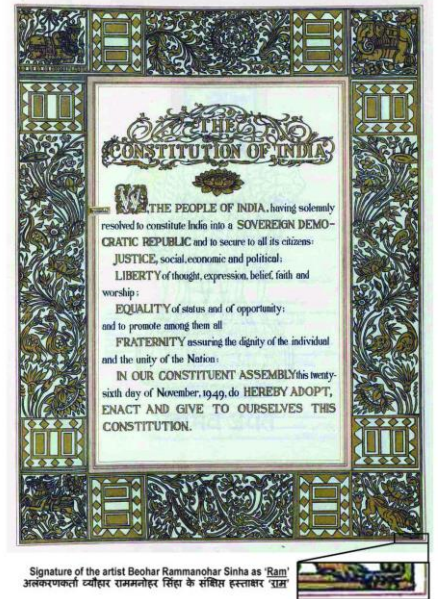 THE
CONSTITUTION OF INDIA
WE, THE PEOPLE OF INDIA, having solemnly
resolved to constitute India into a SOVEREIGN DEMO-
CRATIC REPUBLIC and to secure to all its citizens:
JUSTICE, social, economic and political;
LIBERTY of thought, expression, belief, faith and
worship;
EQUALITY of status and of opportunity;
and to promote among them all
FRATERNITY assuring the dignity of the individual
and the unity of the Nation;
IN OUR CONSTITUENT ASSEMBLY this twenty-
sixth day of November, 1949, do HEREBY ADOPT,
ENACT AND GIVE TO OURSELVES THIS
CONSTITUTION.
Signature of the artist Beohar Rammanohar Sinha as 'Ram'
अलंकरणकर्ता ब्यौहार राममनोहर सिंहा के संक्षिप्त हस्ताक्षर 'राम'